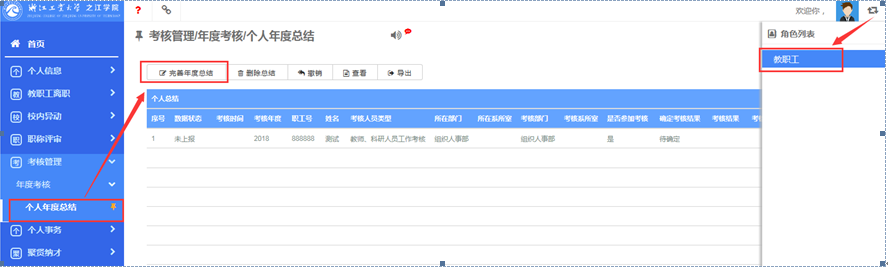 浙江工业大学 之江学院
?
欢迎你，
首页
考核管理/年度考核/个人年度总结
角色列表
教职工
个 个人信息
教 教职工离职
校 校内异动
职 职称评审
考 考核管理
年度考核
个人年度总结
个 个人事务
聚 聚贤纳才
完善年度总结 删除总结 撤销 查看 导出
个人总结
序号 数据状态 考核时间 考核年度 职工号 姓名 考核人员类型 所在部门 所在系所室 考核部门 考核系所室 是否参加考核 确定考核结果 考核结果
1 未上报 2018 888888 测试 教师、科研人员工作考核 组织人事部 组织人事部 是 待确定